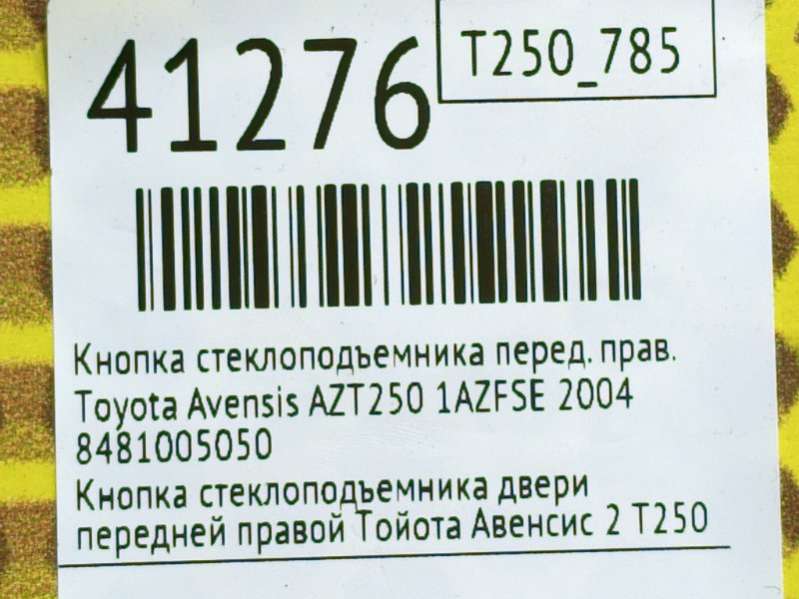 41276
T250_785
Кнопка стеклоподъемника перед. прав.
Toyota Avensis AZT250 1AZFSE 2004
8481005050
Кнопка стеклоподъемника двери
передней правой Тойота Авенсис 2 T250